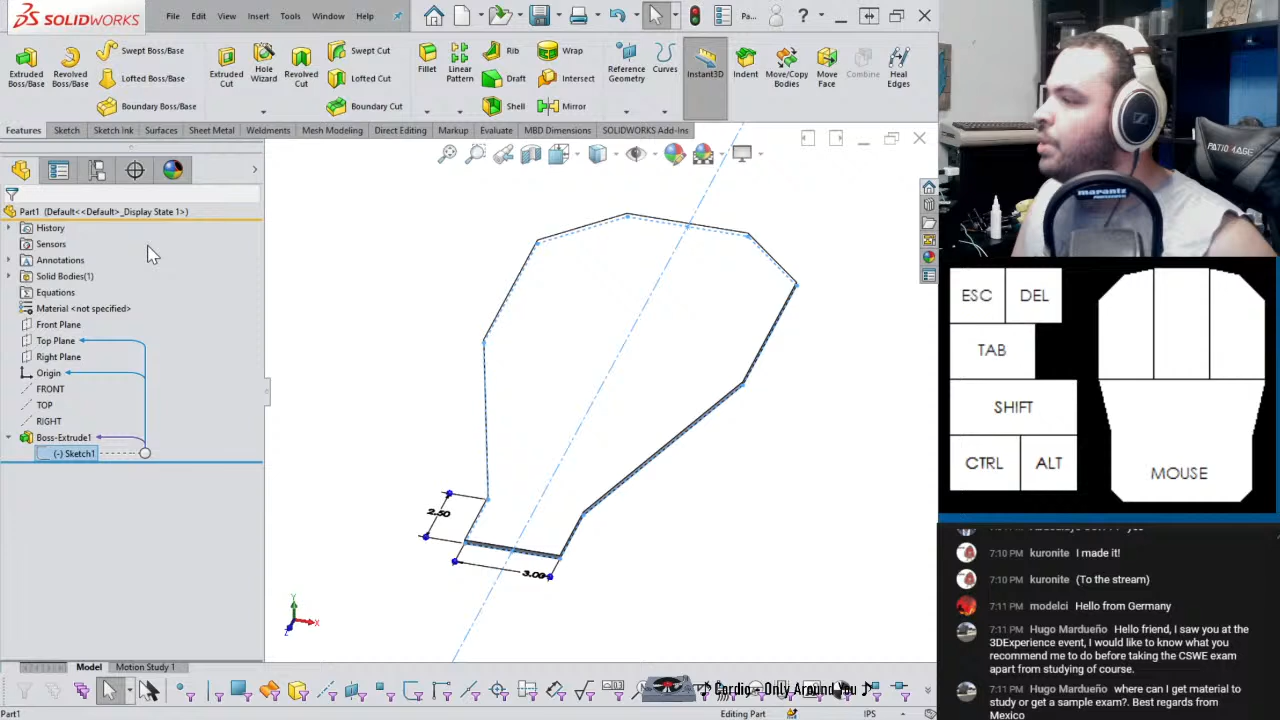 SOLIDWORKS
File Edit View Insert Tools Window Help
Pa...
Extruded Boss/Base
Revolved Boss/Base
Swept Boss/Base
Lofted Boss/Base
Boundary Boss/Base
Extruded Cut
Hole Wizard
Revolved Cut
Swept Cut
Lofted Cut
Boundary Cut
Fillet
Linear Pattern
Rib
Draft
Shell
Wrap
Intersect
Mirror
Reference Geometry
Curves
Instant3D
Indent
Move/Copy Bodies
Move Face
Combine
Heal Edges
Features Sketch Sketch Ink Surfaces Sheet Metal Weldments Mesh Modeling Direct Editing Markup Evaluate MBD Dimensions SOLIDWORKS Add-Ins
Part1 (Default<<Default>_Display State 1>)
History
Sensors
Annotations
Solid Bodies(1)
Equations
Material <not specified>
Front Plane
Top Plane
Right Plane
Origin
FRONT
TOP
RIGHT
Boss-Extrude1
(-) Sketch1
2.50
3.00
Y
X
Z
Model Motion Study 1
♪ Cardig - Only Around You ♪
Part1
Editing Part
IPS
marantz
ESC
DEL
TAB
SHIFT
CTRL
ALT
MOUSE
7:10 PM kuronite I made it!
7:10 PM kuronite (To the stream)
7:11 PM modelci Hello from Germany
7:11 PM Hugo Mardueño Hello friend, I saw you at the
3DExperience event, I would like to know what you
recommend me to do before taking the CSWE exam
apart from studying of course.
7:11 PM Hugo Mardueño where can I get material to
study or get a sample exam?. Best regards from
Mexico